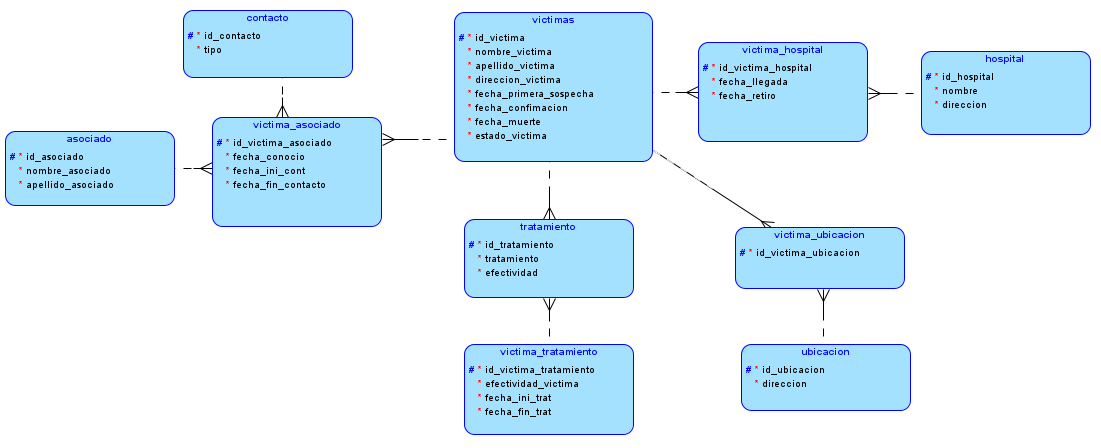 contacto
# * id_contacto
* tipo
victimas
# * id_victima
* nombre_victima
* apellido_victima
* direccion_victima
* fecha_primera_sospecha
* fecha_confimacion
* fecha_muerte
* estado_victima
victima_hospital
# * id_victima_hospital
* fecha_llegada
* fecha_retiro
hospital
# * id_hospital
* nombre
* direccion
asociado
# * id_asociado
* nombre_asociado
* apellido_asociado
victima_asociado
# * id_victima_asociado
* fecha_conocio
* fecha_ini_cont
* fecha_fin_contacto
tratamiento
# * id_tratamiento
* tratamiento
* efectividad
victima_ubicacion
# * id_victima_ubicacion
victima_tratamiento
# * id_victima_tratamiento
* efectividad_victima
* fecha_ini_trat
* fecha_fin_trat
ubicacion
# * id_ubicacion
* direccion